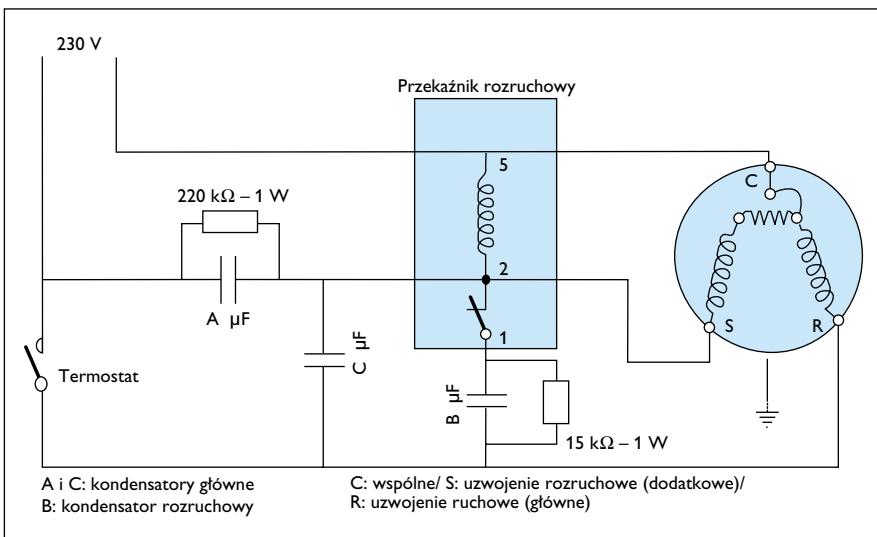 230 V
Przekaźnik rozruchowy
5
C
220 kΩ – 1 W
2
A µF
S
R
1
C µF
Termostat
B µF
15 kΩ – 1 W
A i C: kondensatory główne
B: kondensator rozruchowy
C: wspólne/ S: uzwojenie rozruchowe (dodatkowe)/
R: uzwojenie ruchowe (główne)